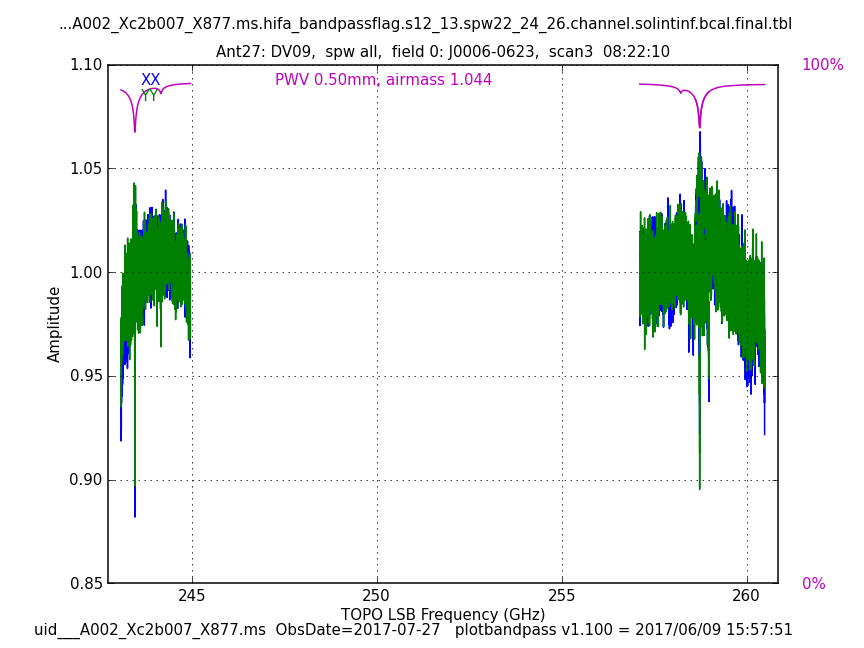 ...A002_Xc2b007_X877.ms.hifa_bandpassflag.s12_13.spw22_24_26.channel.solintinf.bcal.final.tbl
Ant27: DV09,  spw all,  field 0: J0006-0623,  scan3  08:22:10
1.10
XX
YY
PWV 0.50mm, airmass 1.044
100%
1.05
1.00
0.95
0.90
0.85
0%
Amplitude
245
250
255
260
TOPO LSB Frequency (GHz)
uid___A002_Xc2b007_X877.ms  ObsDate=2017-07-27   plotbandpass v1.100 = 2017/06/09 15:57:51